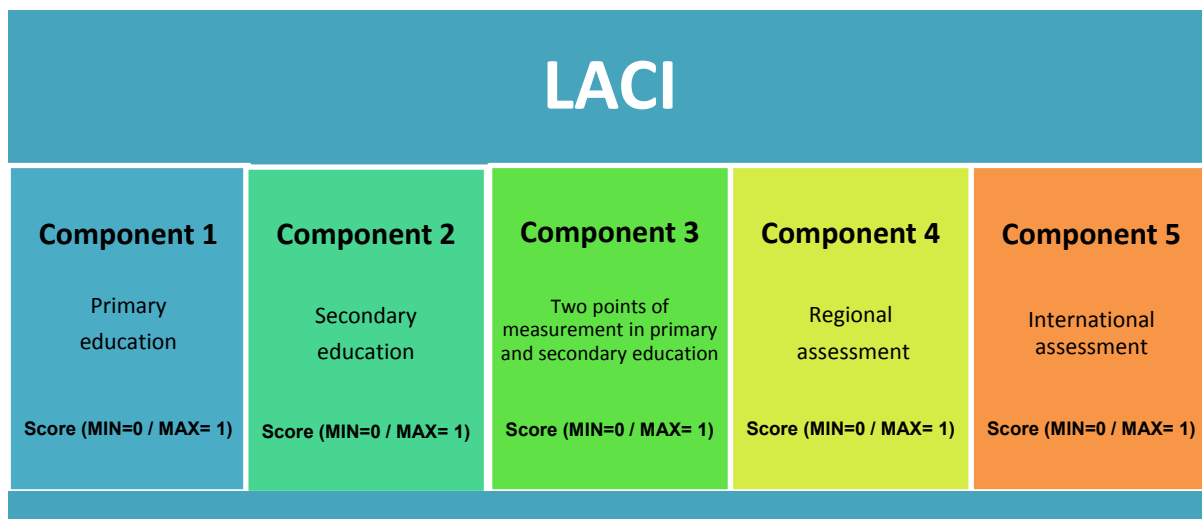 LACI
Component 1
Primary
education
Score (MIN=0 / MAX= 1)
Component 2
Secondary
education
Score (MIN=0 / MAX= 1)
Component 3
Two points of
measurement in primary
and secondary education
Score (MIN=0 / MAX= 1)
Component 4
Regional
assessment
Score (MIN=0 / MAX= 1)
Component 5
International
assessment
Score (MIN=0 / MAX= 1)